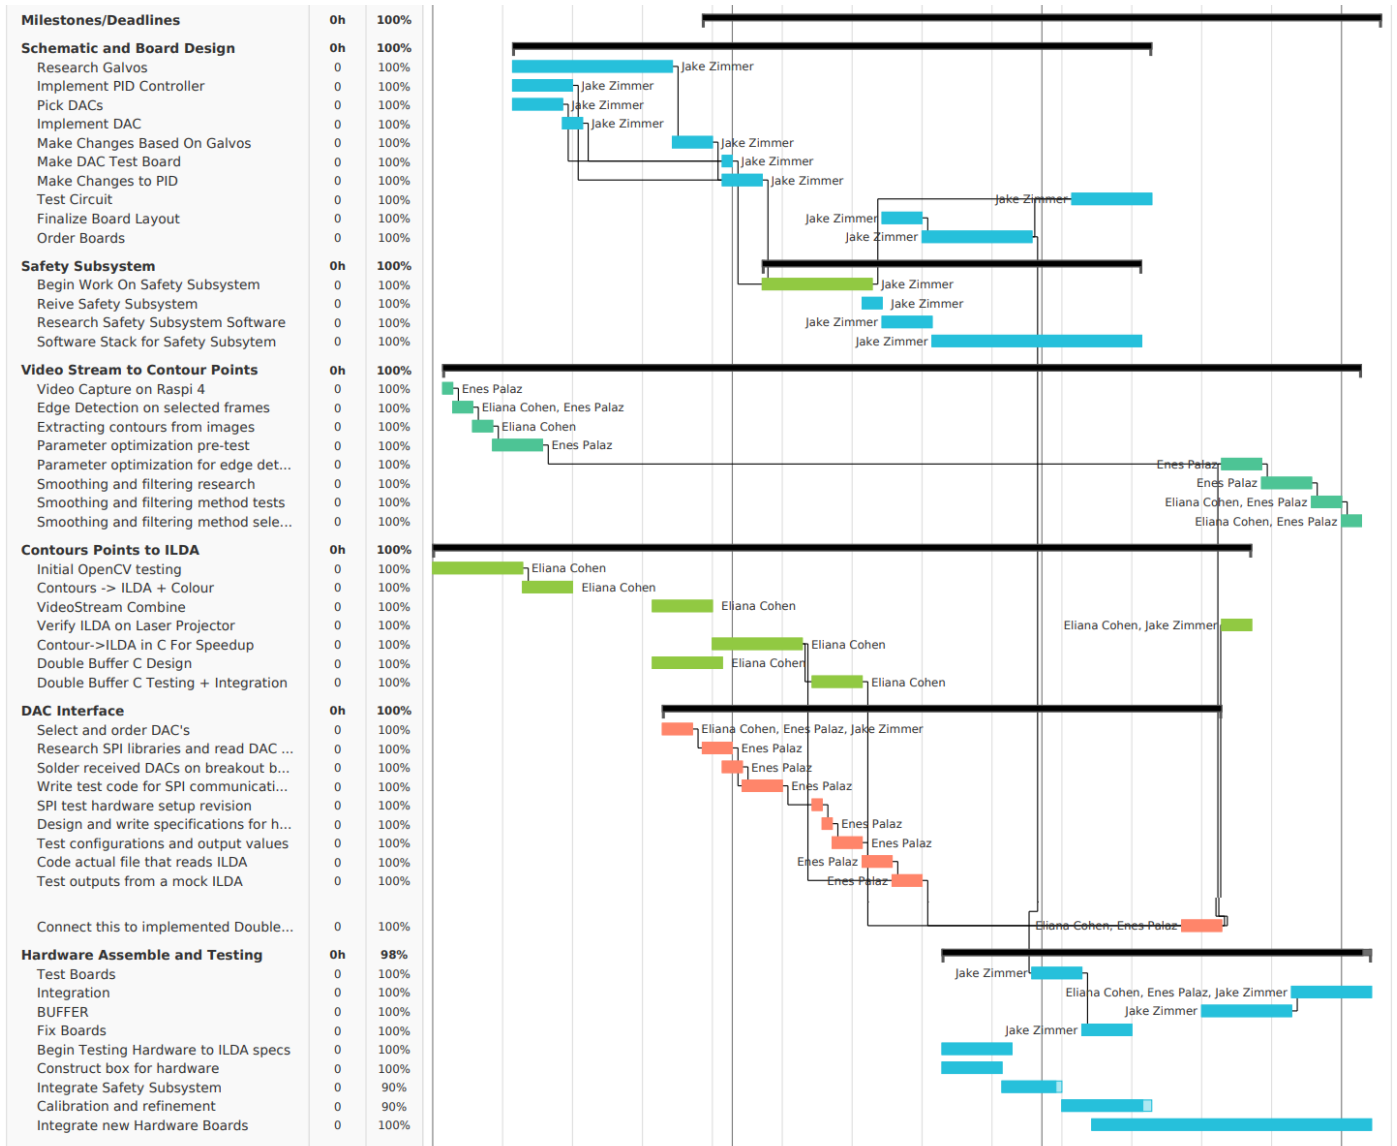 Milestones/Deadlines 0h 100%
Schematic and Board Design 0h 100%
Research Galvos 0 100% Jake Zimmer
Implement PID Controller 0 100% Jake Zimmer
Pick DACs 0 100% Jake Zimmer
Implement DAC 0 100% Jake Zimmer
Make Changes Based On Galvos 0 100% Jake Zimmer
Make DAC Test Board 0 100% Jake Zimmer
Make Changes to PID 0 100% Jake Zimmer
Test Circuit 0 100% Jake Zimmer
Finalize Board Layout 0 100% Jake Zimmer
Order Boards 0 100% Jake Zimmer
Safety Subsystem 0h 100%
Begin Work On Safety Subsystem 0 100% Jake Zimmer
Reive Safety Subsystem 0 100% Jake Zimmer
Research Safety Subsystem Software 0 100% Jake Zimmer
Software Stack for Safety Subsytem 0 100% Jake Zimmer
Video Stream to Contour Points 0h 100%
Video Capture on Raspi 4 0 100% Enes Palaz
Edge Detection on selected frames 0 100% Eliana Cohen, Enes Palaz
Extracting contours from images 0 100% Eliana Cohen
Parameter optimization pre-test 0 100% Enes Palaz
Parameter optimization for edge det... 0 100% Enes Palaz
Smoothing and filtering research 0 100% Enes Palaz
Smoothing and filtering method tests 0 100% Eliana Cohen, Enes Palaz
Smoothing and filtering method sele... 0 100% Eliana Cohen, Enes Palaz
Contours Points to ILDA 0h 100%
Initial OpenCV testing 0 100% Eliana Cohen
Contours -> ILDA + Colour 0 100% Eliana Cohen
VideoStream Combine 0 100% Eliana Cohen
Verify ILDA on Laser Projector 0 100% Eliana Cohen, Jake Zimmer
Contour->ILDA in C For Speedup 0 100% Eliana Cohen
Double Buffer C Design 0 100% Eliana Cohen
Double Buffer C Testing + Integration 0 100% Eliana Cohen
DAC Interface 0h 100%
Select and order DAC's 0 100% Eliana Cohen, Enes Palaz, Jake Zimmer
Research SPI libraries and read DAC ... 0 100% Enes Palaz
Solder received DACs on breakout b... 0 100% Enes Palaz
Write test code for SPI communicati... 0 100% Enes Palaz
SPI test hardware setup revision 0 100%
Design and write specifications for h... 0 100% Enes Palaz
Test configurations and output values 0 100% Enes Palaz
Code actual file that reads ILDA 0 100% Enes Palaz
Test outputs from a mock ILDA 0 100% Enes Palaz
Connect this to implemented Double... 0 100% Eliana Cohen, Enes Palaz
Hardware Assemble and Testing 0h 98%
Test Boards 0 100% Jake Zimmer
Integration 0 100% Eliana Cohen, Enes Palaz, Jake Zimmer
BUFFER 0 100% Jake Zimmer
Fix Boards 0 100% Jake Zimmer
Begin Testing Hardware to ILDA specs 0 100%
Construct box for hardware 0 100%
Integrate Safety Subsystem 0 90%
Calibration and refinement 0 90%
Integrate new Hardware Boards 0 100%